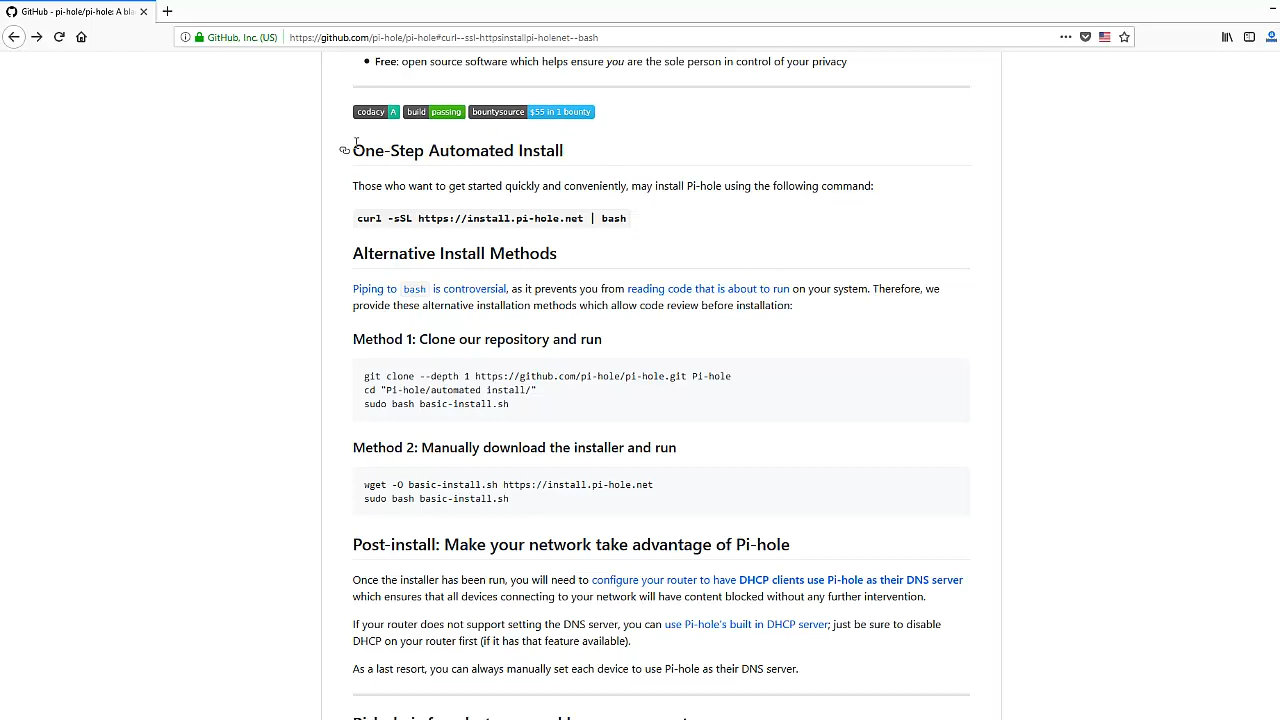 GitHub - pi-hole/pi-hole: A bla
GitHub, Inc. (US)
https://github.com/pi-hole/pi-hole#curl--ssl-httpsinstallpi-holenet--bash
Free: open source software which helps ensure you are the sole person in control of your privacy
codacy A build passing bountysource $55 in 1 bounty
One-Step Automated Install
Those who want to get started quickly and conveniently, may install Pi-hole using the following command:
curl -sSL https://install.pi-hole.net | bash
Alternative Install Methods
Piping to bash is controversial, as it prevents you from reading code that is about to run on your system. Therefore, we
provide these alternative installation methods which allow code review before installation:
Method 1: Clone our repository and run
git clone --depth 1 https://github.com/pi-hole/pi-hole.git Pi-hole
cd "Pi-hole/automated install/"
sudo bash basic-install.sh
Method 2: Manually download the installer and run
wget -O basic-install.sh https://install.pi-hole.net
sudo bash basic-install.sh
Post-install: Make your network take advantage of Pi-hole
Once the installer has been run, you will need to configure your router to have DHCP clients use Pi-hole as their DNS server
which ensures that all devices connecting to your network will have content blocked without any further intervention.
If your router does not support setting the DNS server, you can use Pi-hole's built in DHCP server; just be sure to disable
DHCP on your router first (if it has that feature available).
As a last resort, you can always manually set each device to use Pi-hole as their DNS server.